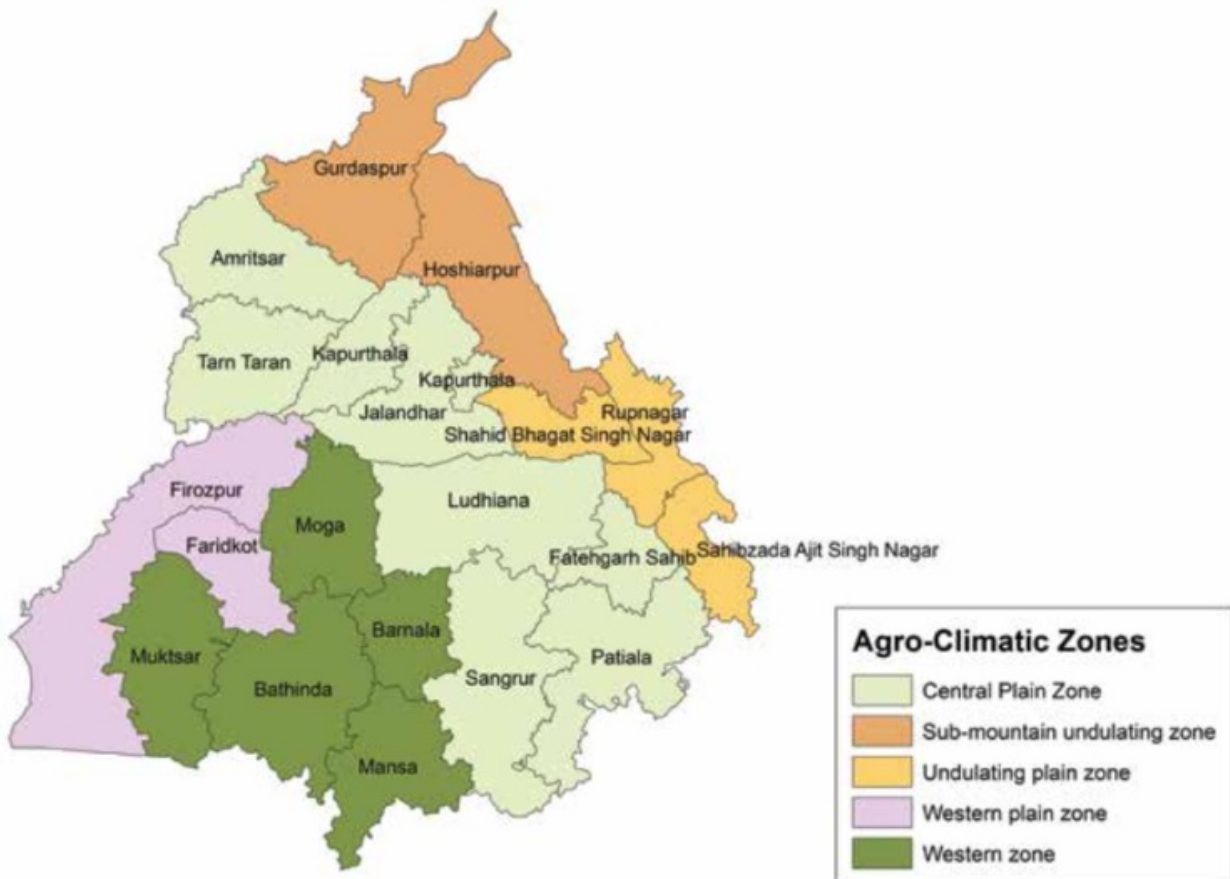 Gurdaspur
Amritsar
Hoshiarpur
Tarn Taran
Kapurthala
Kapurthala
Jalandhar
Rupnagar
Shahid Bhagat Singh Nagar
Firozpur
Ludhiana
Moga
Faridkot
Fatehgarh Sahib
Sahibzada Ajit Singh Nagar
Barnala
Muktsar
Patiala
Sangrur
Bathinda
Mansa
Agro-Climatic Zones
Central Plain Zone
Sub-mountain undulating zone
Undulating plain zone
Western plain zone
Western zone